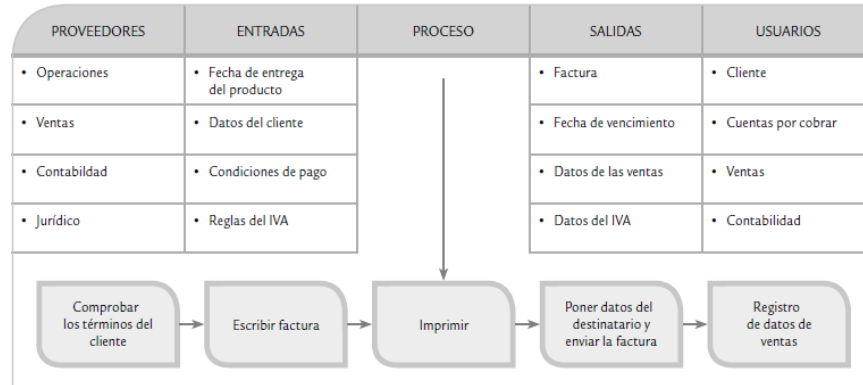 PROVEEDORES ENTRADAS PROCESO SALIDAS USUARIOS
• Operaciones
• Fecha de entrega
del producto
• Factura
• Cliente
• Ventas
• Datos del cliente
• Fecha de vencimiento
• Cuentas por cobrar
• Contabildad
• Condiciones de pago
• Datos de las ventas
• Ventas
• Jurídico
• Reglas del IVA
• Datos del IVA
• Contabilidad
Comprobar
los términos del
cliente
Escribir factura
Imprimir
Poner datos del
destinatario y
enviar la factura
Registro
de datos de
ventas